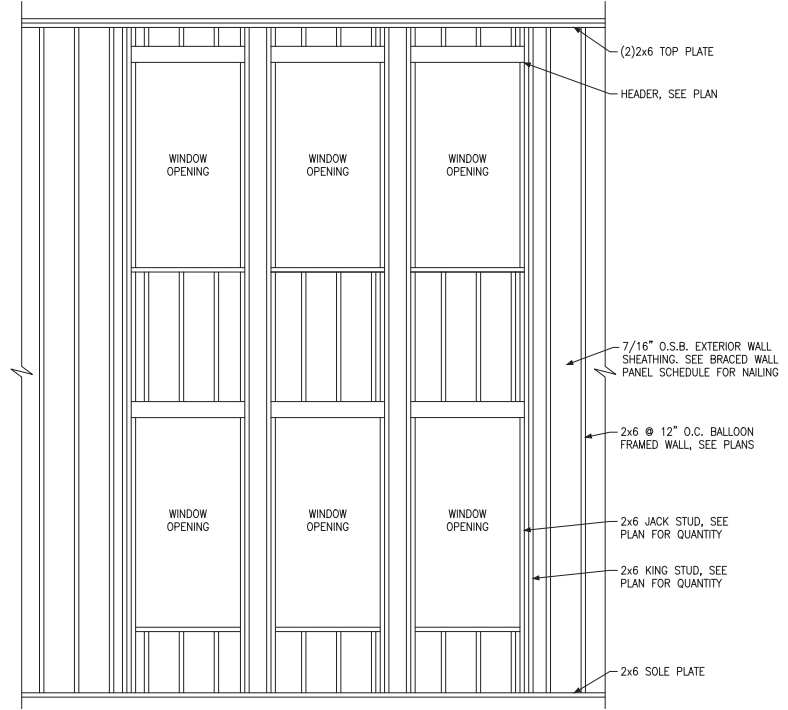 (2)2x6 TOP PLATE
HEADER, SEE PLAN
WINDOW
OPENING
WINDOW
OPENING
WINDOW
OPENING
7/16" O.S.B. EXTERIOR WALL
SHEATHING. SEE BRACED WALL
PANEL SCHEDULE FOR NAILING
2x6 @ 12" O.C. BALLOON
FRAMED WALL, SEE PLANS
WINDOW
OPENING
WINDOW
OPENING
WINDOW
OPENING
2x6 JACK STUD, SEE
PLAN FOR QUANTITY
2x6 KING STUD, SEE
PLAN FOR QUANTITY
2x6 SOLE PLATE